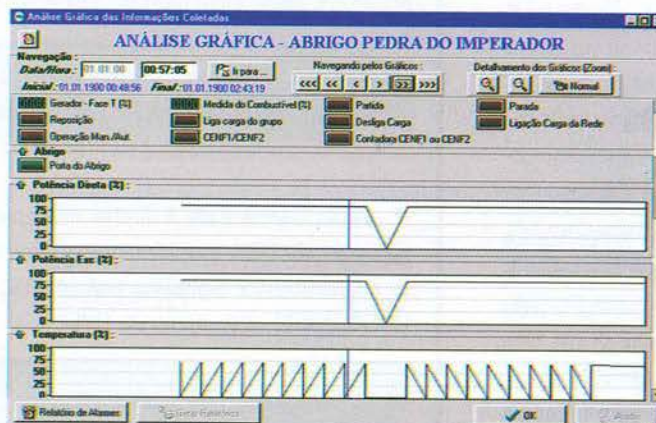 Análise Gráfica das Informações Coletadas
ANÁLISE GRÁFICA - ABRIGO PEDRA DO IMPERADOR
Navegação
Data/Hora: 01.01.00 00:57:05 Ir para ...
Navegando pelos Gráficos:
<<< << < > >> >>>
Detalhamento dos Gráficos (Zoom):
Normal
Inicial: 01.01.1900 00:48:56 Final: 01.01.1900 02:43:19
Gerador - Fase T (%) Medida do Combustível (%) Partida Parada
Reposição Liga carga do grupo Desliga Carga Ligação Carga da Rede
Operação Man./Aut. CENF1/CENF2 Contadora CENF1 ou CENF2
Abrigo
Porta do Abrigo
Potência Direta [%] :
100
75
50
25
0
Potência Esc [%] :
100
75
50
25
0
Temperatura [%] :
100
75
50
25
0
Relatório de Alarmes OK